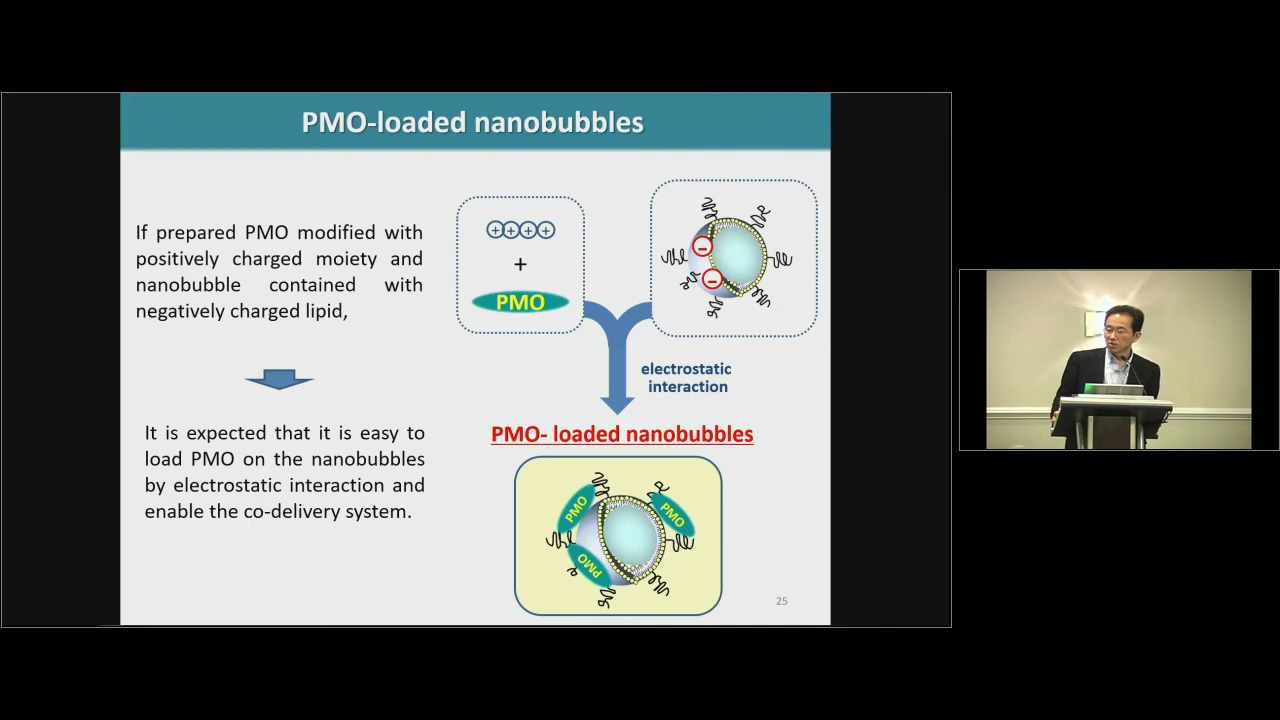 PMO-loaded nanobubbles
If prepared PMO modified with
positively charged moiety and
nanobubble contained with
negatively charged lipid,
It is expected that it is easy to
load PMO on the nanobubbles
by electrostatic interaction and
enable the co-delivery system.
++++
+
PMO
−
−
electrostatic
interaction
PMO- loaded nanobubbles
PMO
PMO
PMO
25